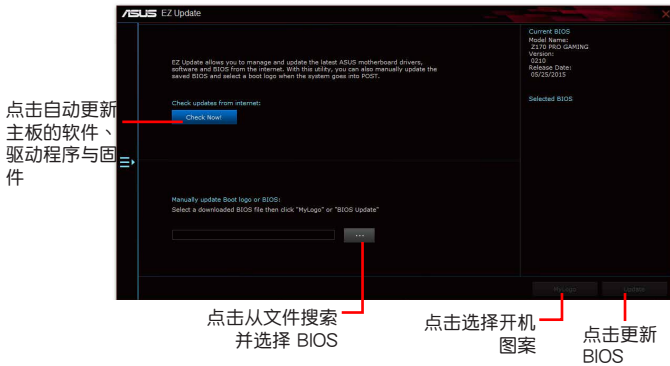 ASUS EZ Update
EZ Update allows you to manage and update the latest ASUS motherboard drivers,
software and BIOS from the internet. With this utility, you can also manually update the
saved BIOS and select a boot logo when the system goes into POST.
Check updates from internet:
Check Now!
Manually update Boot logo or BIOS:
Select a downloaded BIOS file then click "MyLogo" or "BIOS Update"
...
Current BIOS
Model Name:
Z170 PRO GAMING
Version:
0210
Release Date:
05/25/2015
Selected BIOS
MyLogo
Update
点击自动更新
主板的软件、
驱动程序与固
件
点击从文件搜索
并选择 BIOS
点击选择开机
图案
点击更新
BIOS